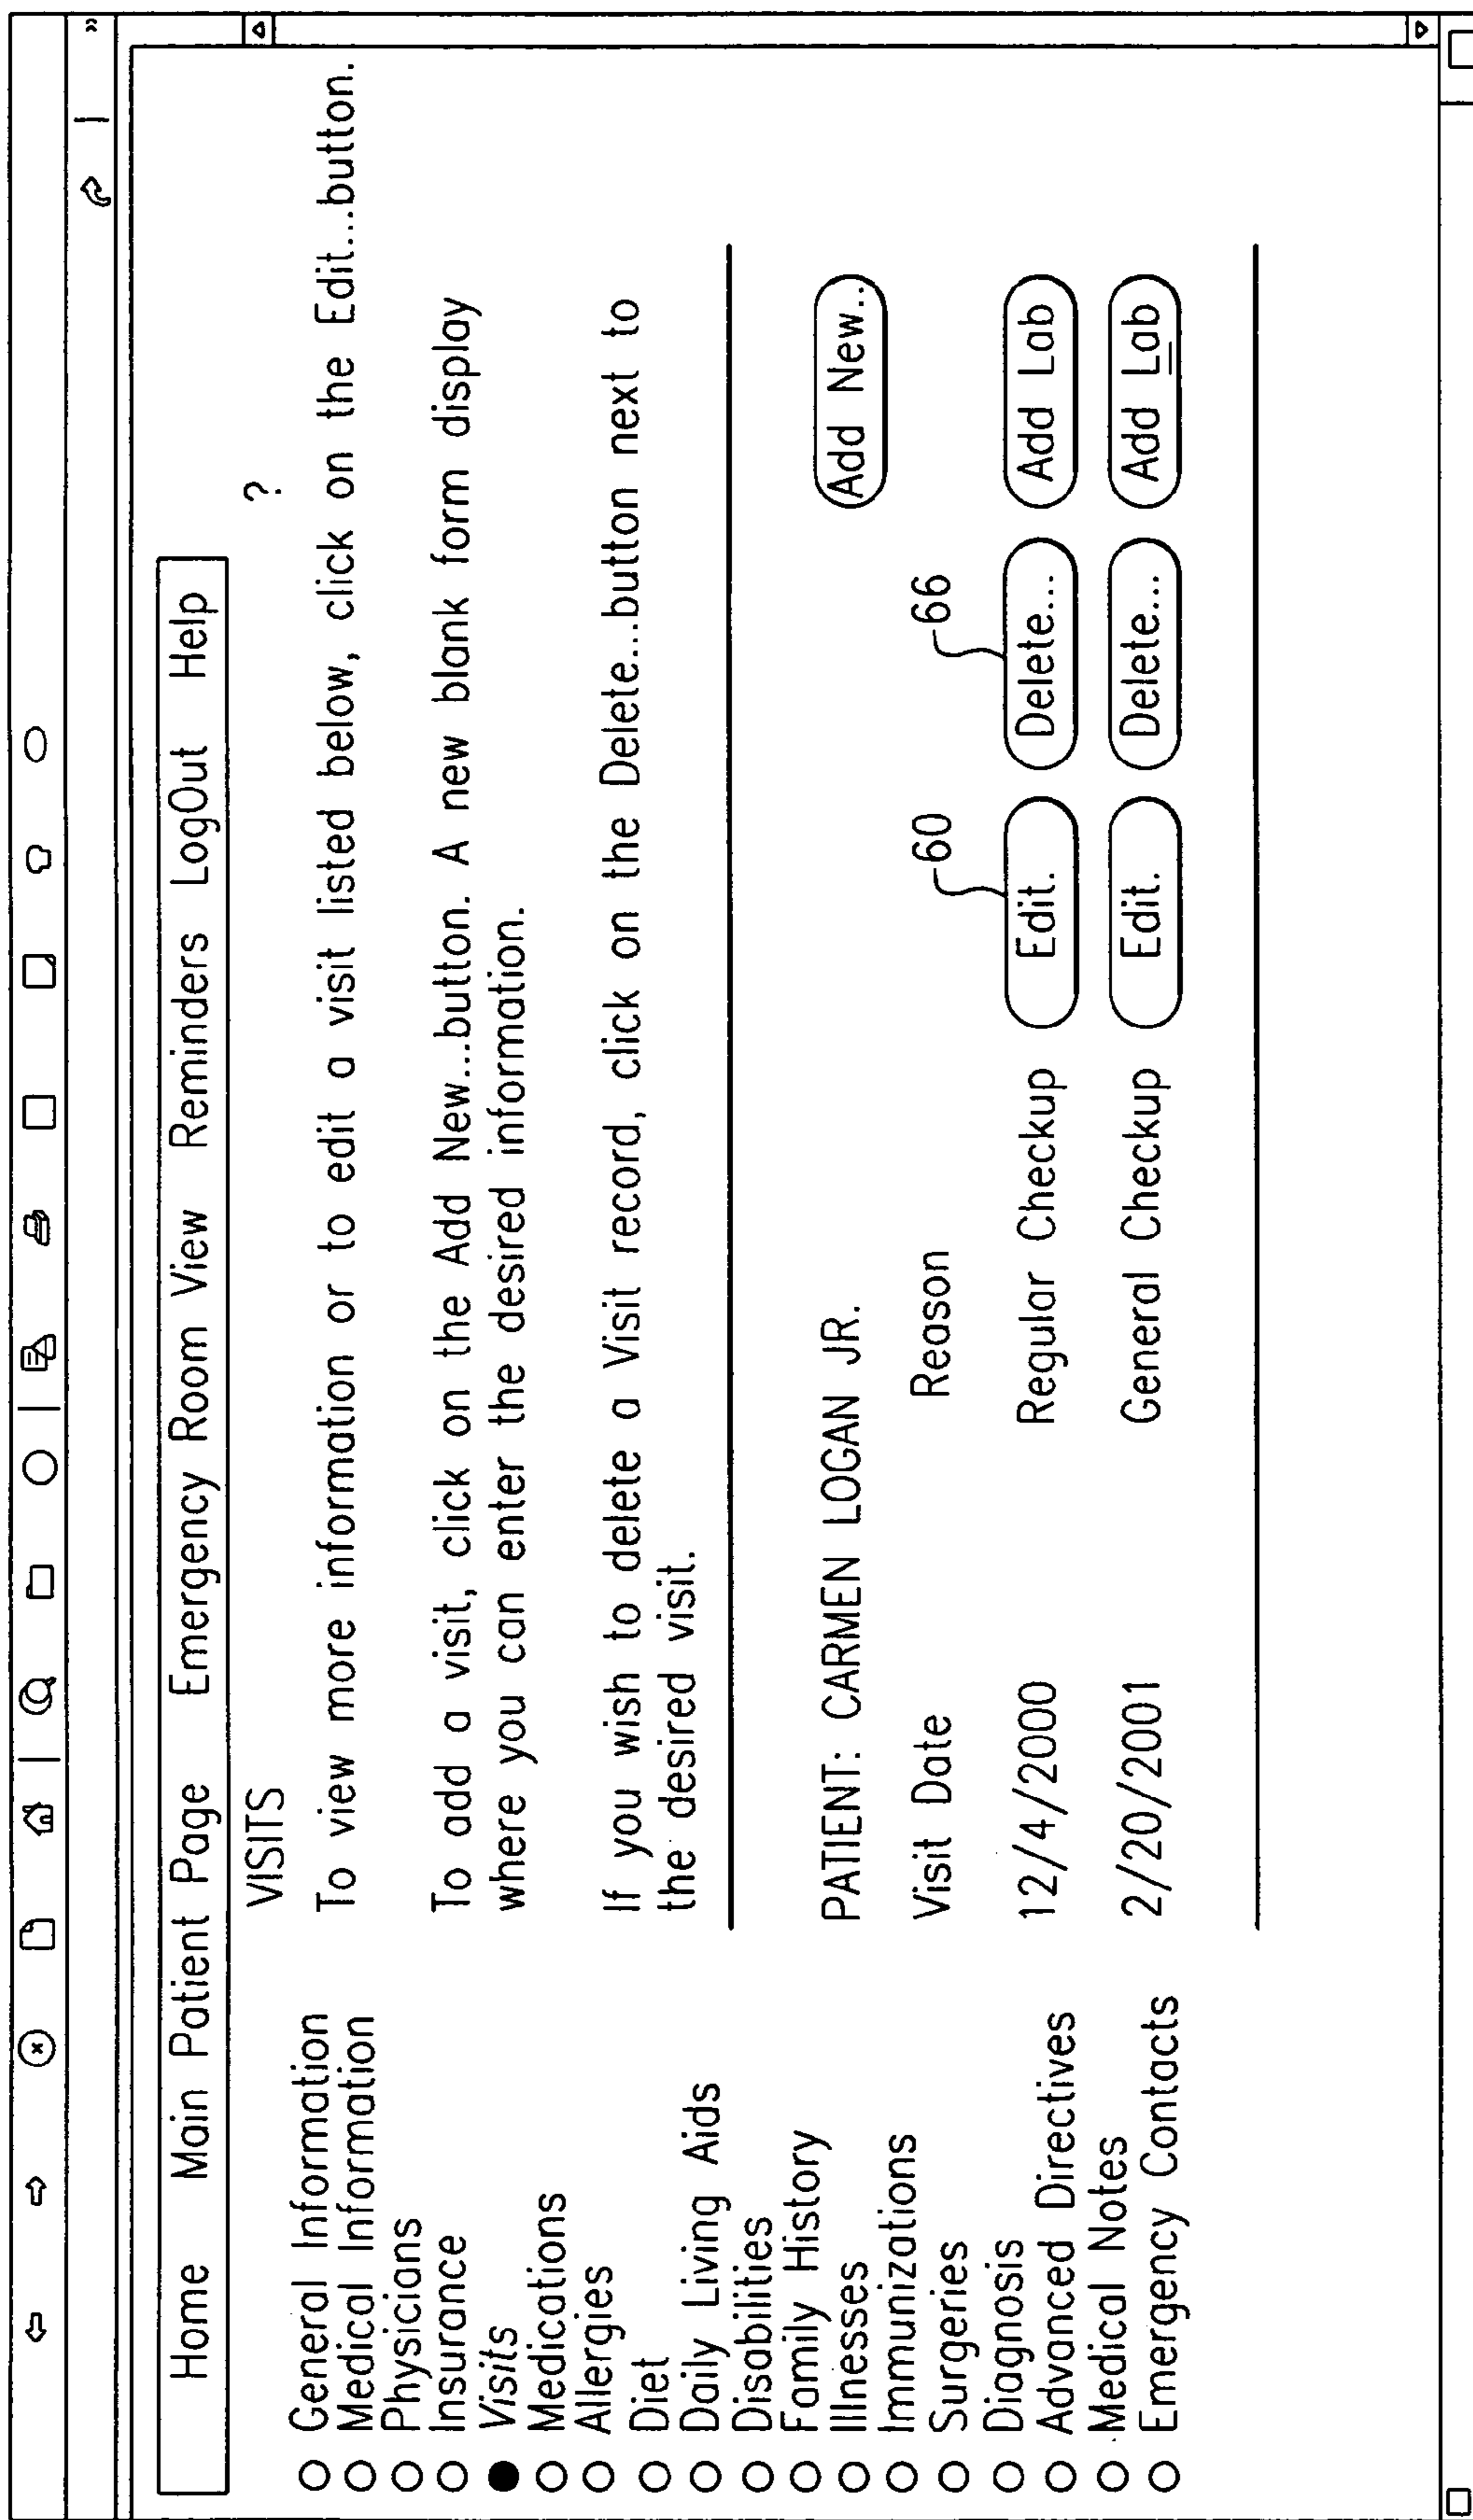 Home Main Patient Page Emergency Room View Reminders LogOut Help
VISITS ?
To view more information or to edit a visit listed below, click on the Edit...button.
To add a visit, click on the Add New...button. A new blank form display
where you can enter the desired information.
If you wish to delete a Visit record, click on the Delete...button next to
the desired visit.
General Information
Medical Information
Physicians
Insurance
Visits
Medications
Allergies
Diet
Daily Living Aids
Disabilities
Family History
Illnesses
Immunizations
Surgeries
Diagnosis
Advanced Directives
Medical Notes
Emergency Contacts
PATIENT: CARMEN LOGAN JR. Add New..
Visit Date Reason 60 66
12/4/2000 Regular Checkup Edit. Delete... Add Lab
2/20/2001 General Checkup Edit. Delete... Add Lab